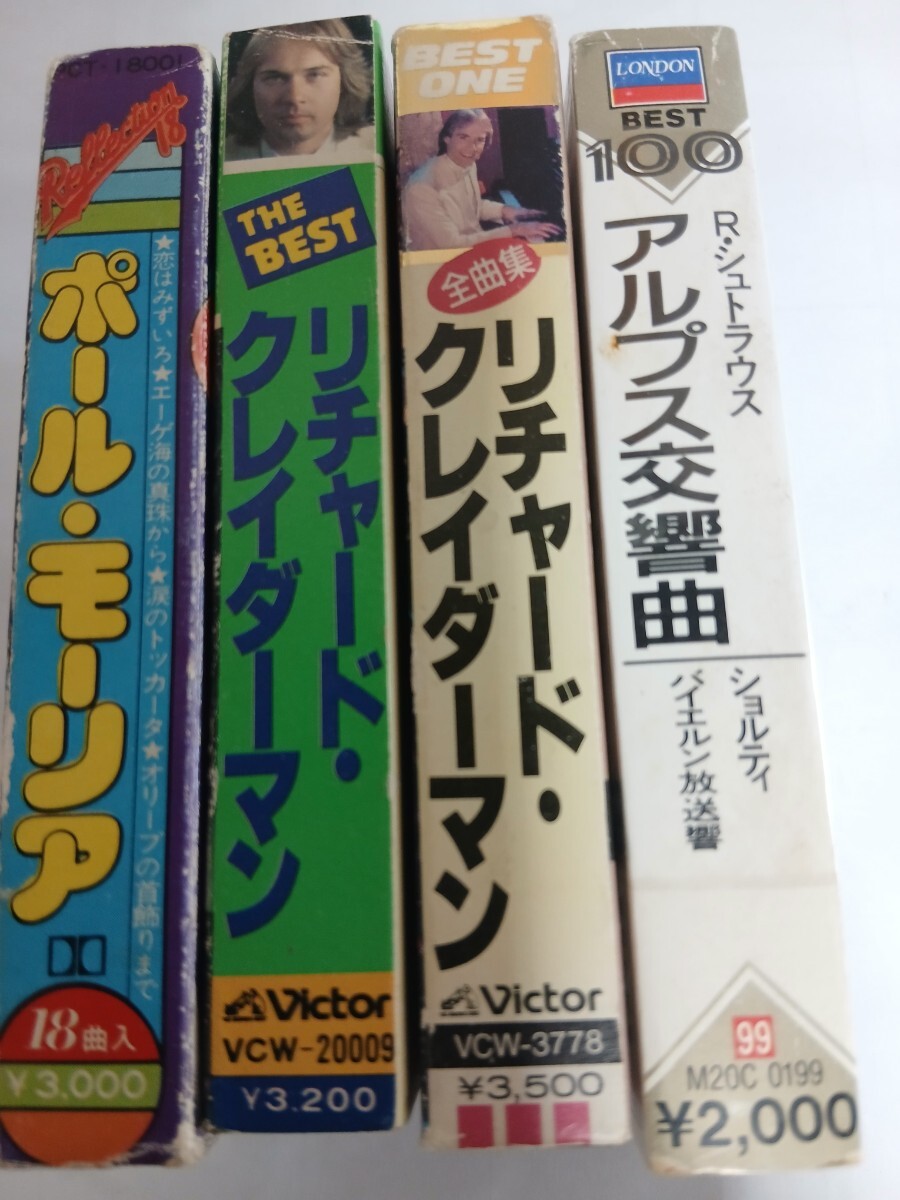 PCT-18001
Reflection 18
ポール・モーリア
★恋はみずいろ★エーゲ海の真珠から★涙のトッカータ★オリーブの首飾りまで
18曲入
¥3,000
THE
BEST
リチャード・
クレイダーマン
Victor
VCW-20009
¥3.200
BEST
ONE
全曲集
リチャード・
クレイダーマン
Victor
VCW-3778
¥3,500
LONDON
BEST
100
R・シュトラウス
アルプス交響曲
ショルティ
バイエルン放送響
99
M20C 0199
¥2,000